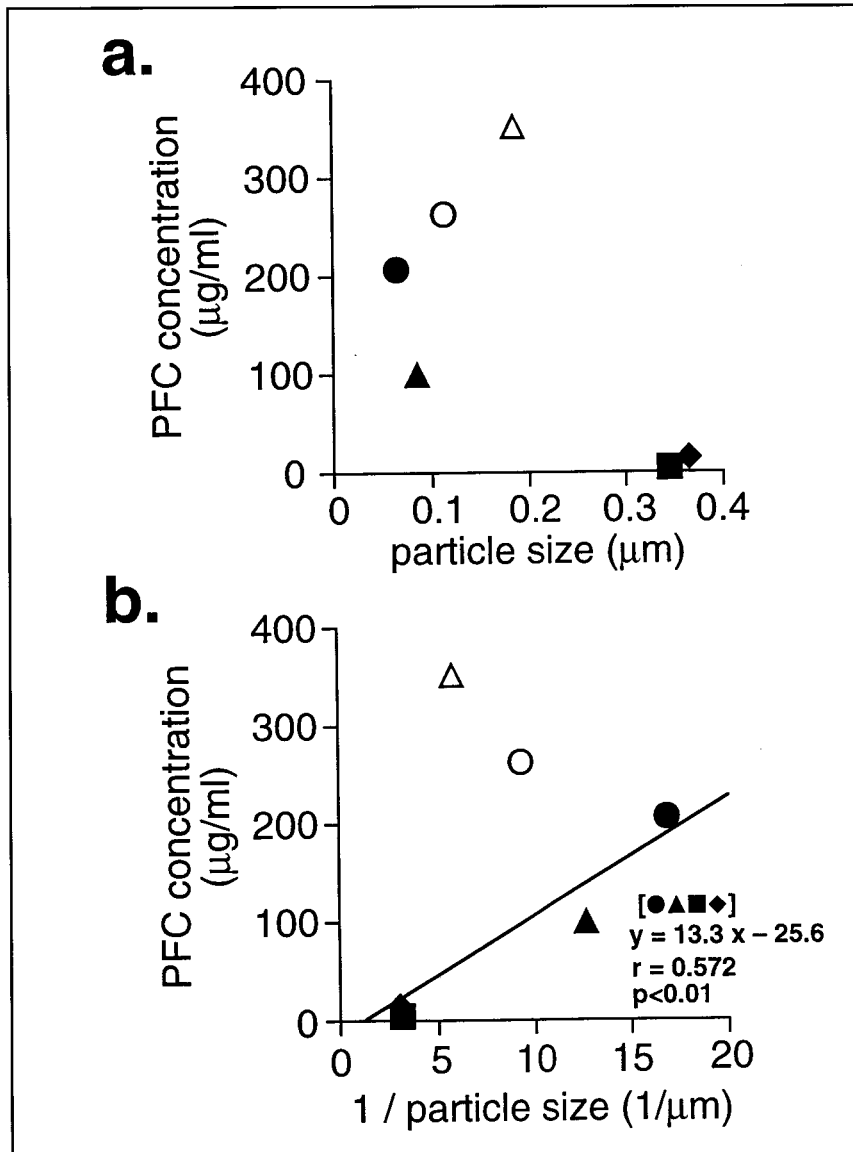 a.
PFC concentration
(μg/ml)
400
300
200
100
0
0 0.1 0.2 0.3 0.4
particle size (μm)
b.
PFC concentration
(μg/ml)
400
300
200
100
0
[●▲■◆]
y = 13.3 x – 25.6
r = 0.572
p<0.01
0 5 10 15 20
1 / particle size (1/μm)